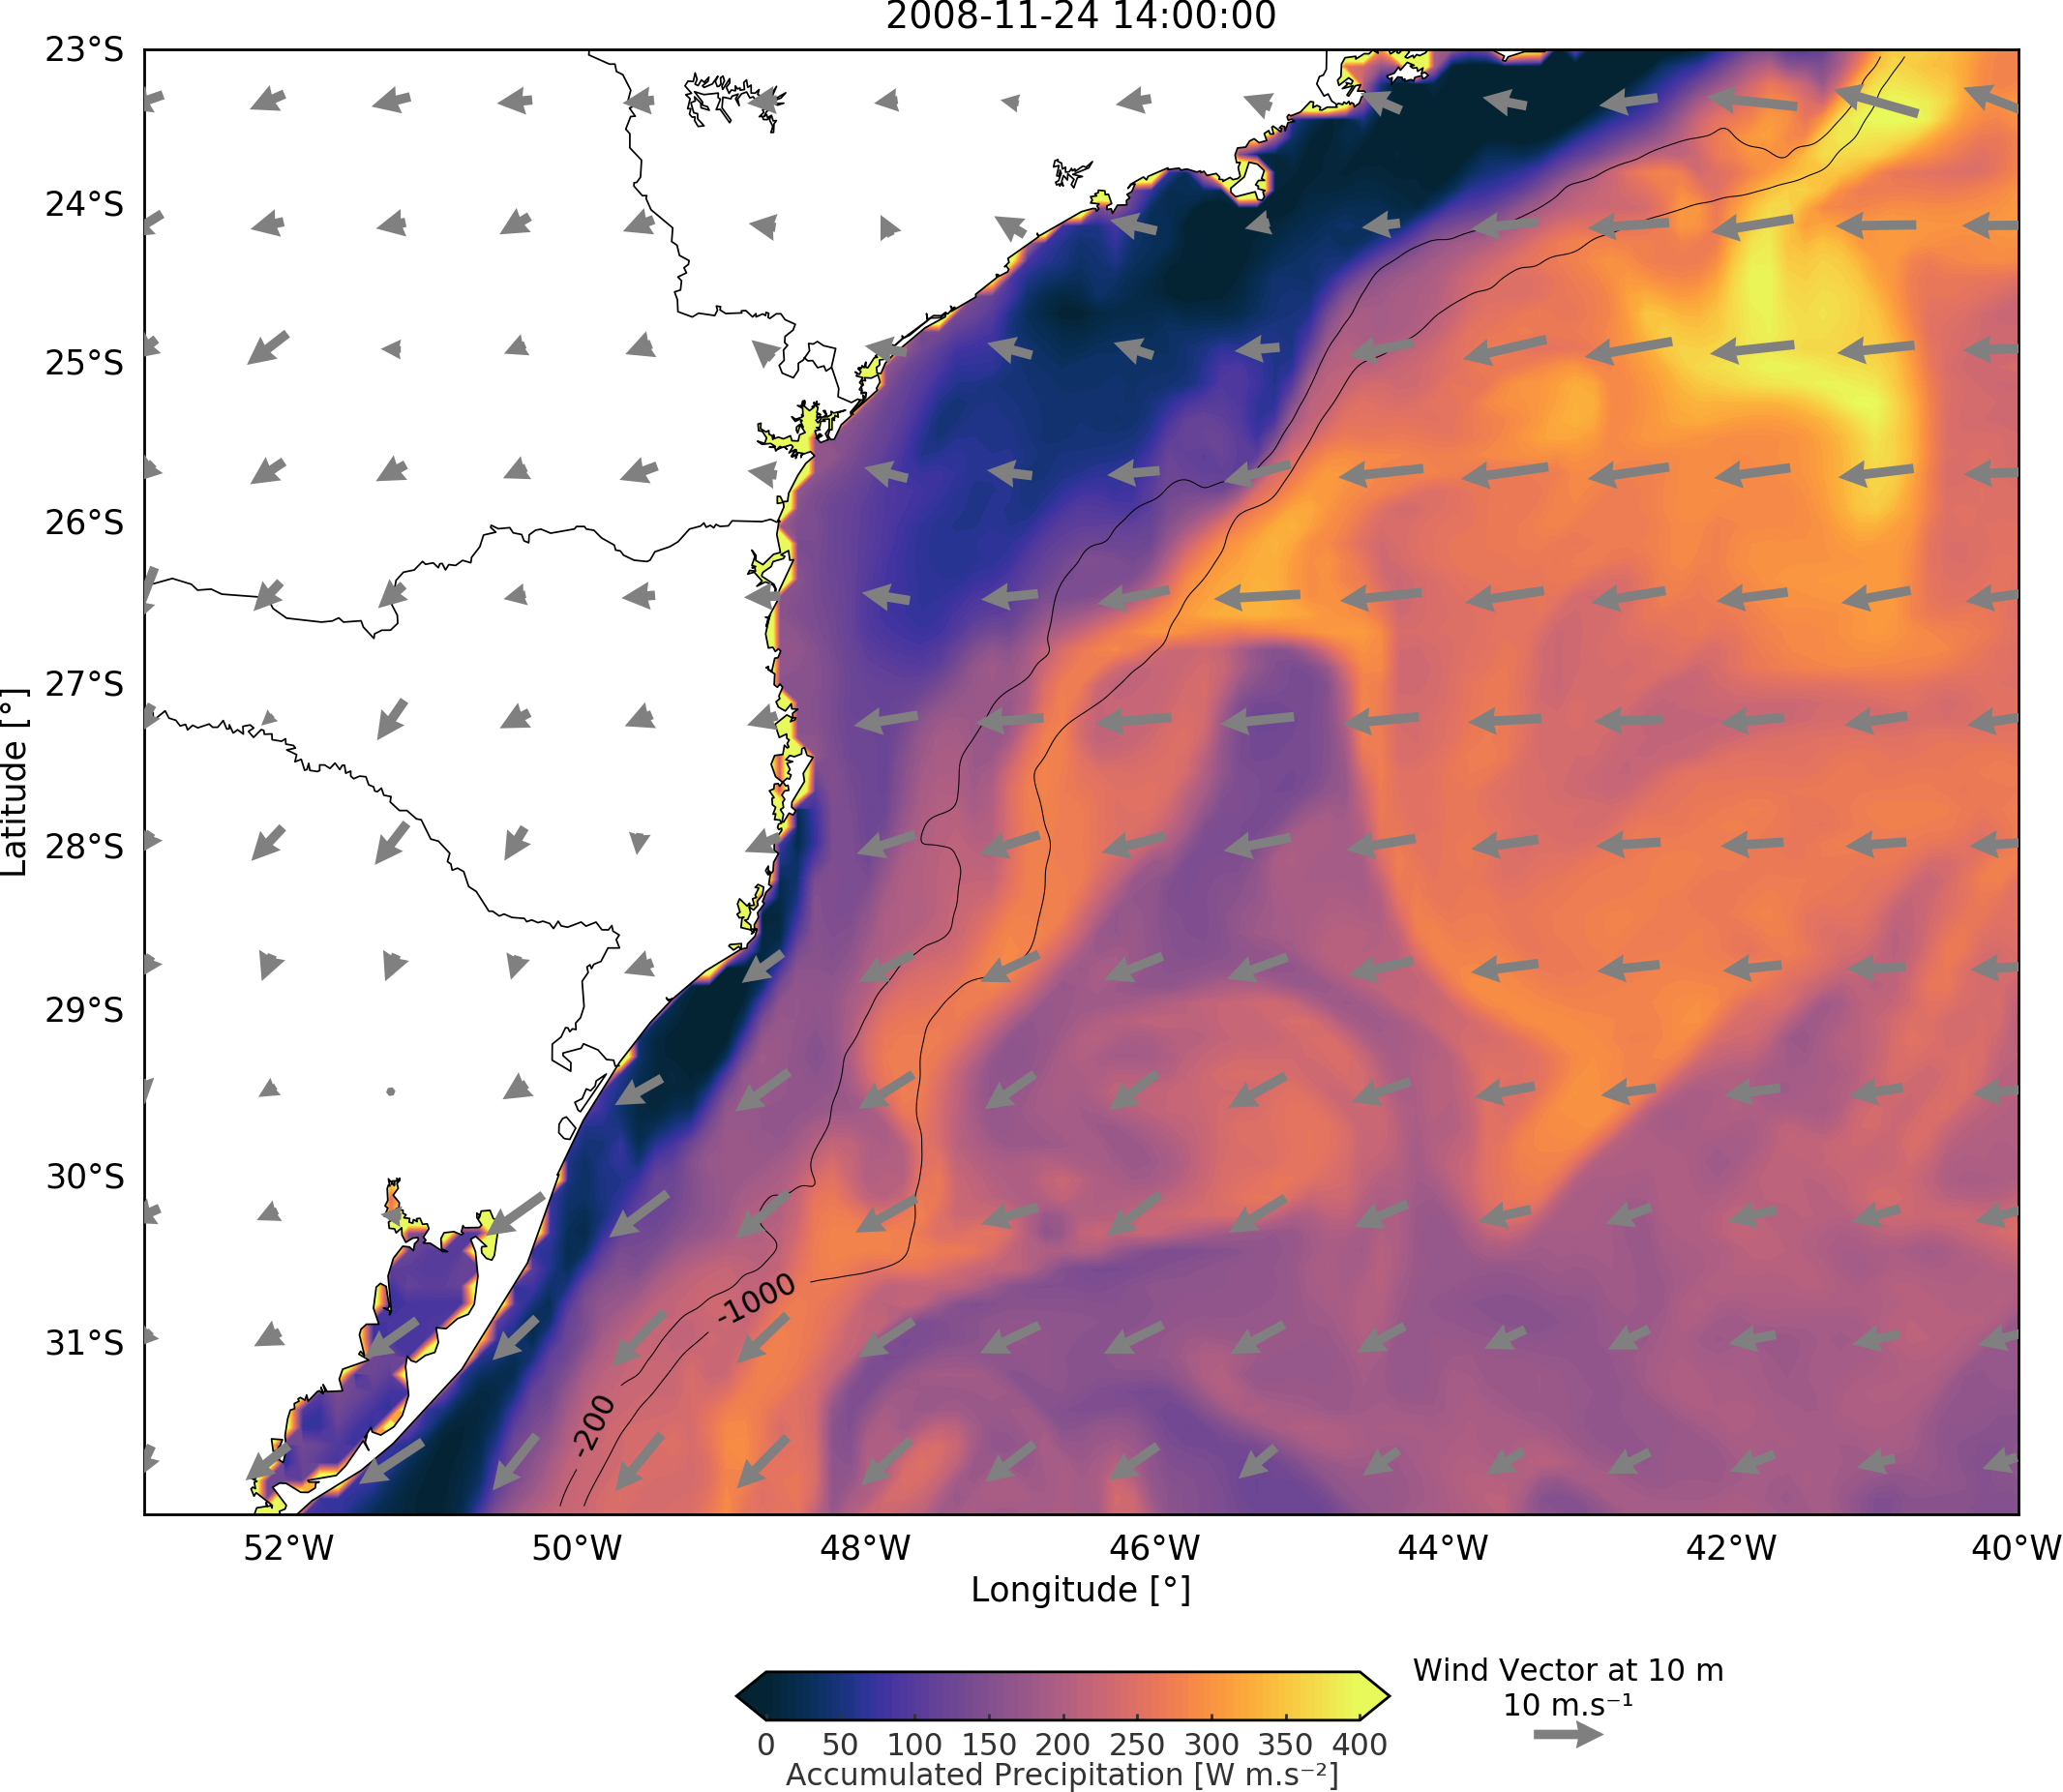 2008-11-24 14:00:00
23°S
24°S
25°S
26°S
27°S
28°S
29°S
30°S
31°S
Latitude [°]
-1000
-200
52°W
50°W
48°W
46°W
44°W
42°W
40°W
Longitude [°]
Wind Vector at 10 m
10 m.s⁻¹
0 50 100 150 200 250 300 350 400
Accumulated Precipitation [W m.s⁻²]